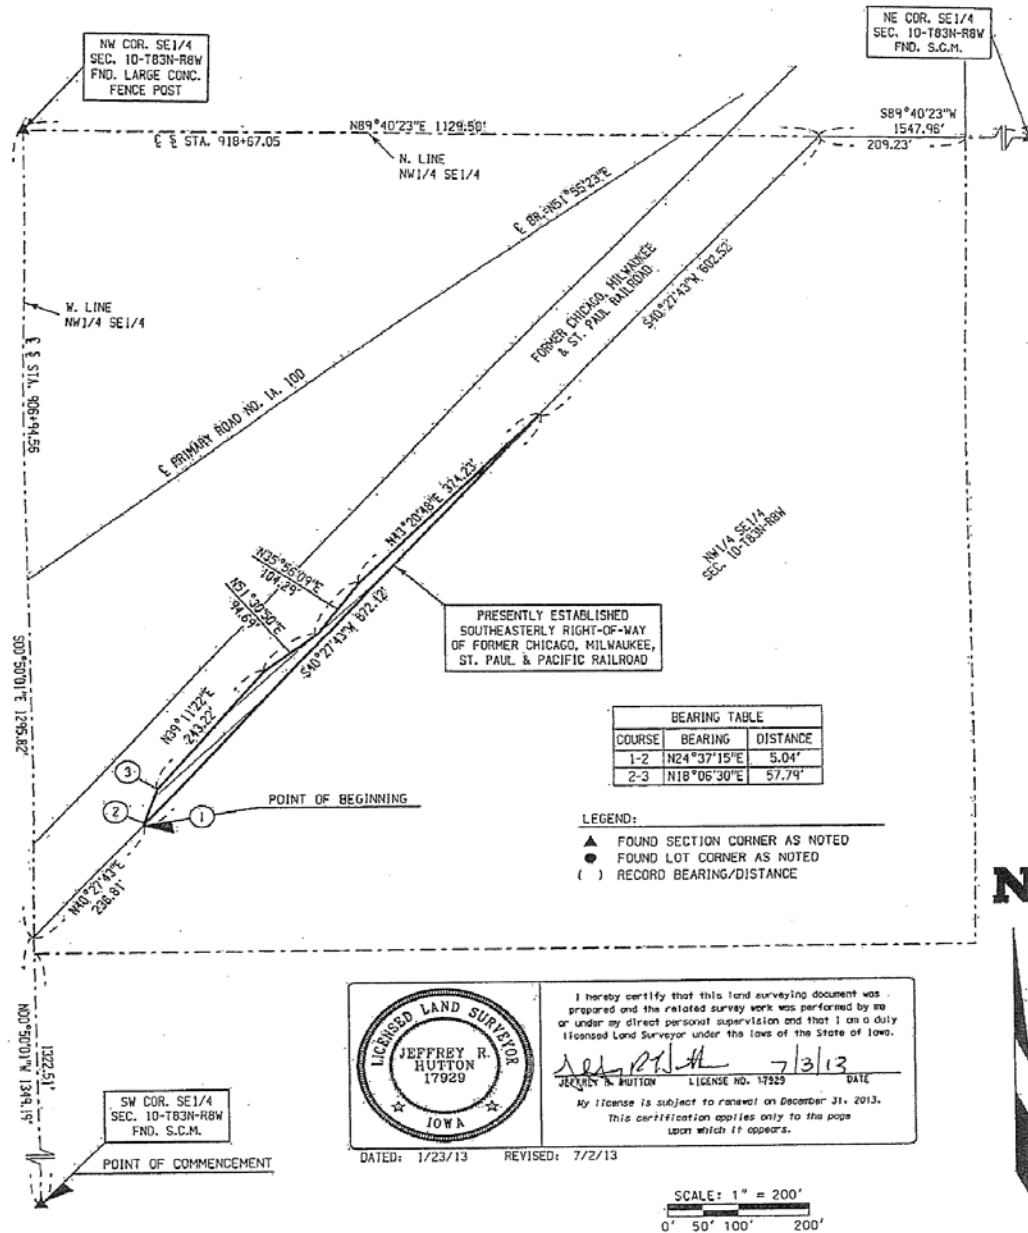 NW COR. SE1/4
SEC. 10-T83N-R8W
FND. LARGE CONC.
FENCE POST
NE COR. SE1/4
SEC. 10-T83N-R8W
FND. S.C.M.
N89°40'23"E 1129.50'
STA. 918+67.05
N. LINE
NW1/4 SE1/4
S89°40'23"W
1547.96'
209.23'
BR.=N51°55'23"E
W. LINE
NW1/4 SE1/4
STA. 906+94.56
FORMER CHICAGO, MILWAUKEE
& ST. PAUL RAILROAD
S40°27'43"W 602.52'
PRIMARY ROAD NO. IA. 100
N43°20'48"E 374.23'
NW1/4 SE1/4
SEC. 10-T83N-R8W
N35°56'09"E
104.29'
N51°30'50"E
94.69'
S40°27'43"W 872.12'
PRESENTLY ESTABLISHED
SOUTHEASTERLY RIGHT-OF-WAY
OF FORMER CHICAGO, MILWAUKEE,
ST. PAUL & PACIFIC RAILROAD
S00°50'01"E 1295.82'
N39°11'22"E
243.22'
BEARING TABLE
COURSE BEARING DISTANCE
1-2 N24°37'15"E 5.04'
2-3 N18°06'30"E 57.79'
3
2
1
POINT OF BEGINNING
LEGEND:
FOUND SECTION CORNER AS NOTED
FOUND LOT CORNER AS NOTED
( ) RECORD BEARING/DISTANCE
N40°27'43"E
236.81'
N
N00°50'01"W 1349.19'
1322.51'
SW COR. SE1/4
SEC. 10-T83N-R8W
FND. S.C.M.
POINT OF COMMENCEMENT
LICENSED LAND SURVEYOR
JEFFREY R.
HUTTON
17929
IOWA
I hereby certify that this land surveying document was
prepared and the related survey work was performed by me
or under my direct personal supervision and that I am a duly
licensed Land Surveyor under the laws of the State of Iowa.
7/3/13
JEFFREY R. HUTTON LICENSE NO. 17929 DATE
My license is subject to renewal on December 31, 2013.
This certification applies only to the page
upon which it appears.
DATED: 1/23/13 REVISED: 7/2/13
SCALE: 1" = 200'
0' 50' 100' 200'